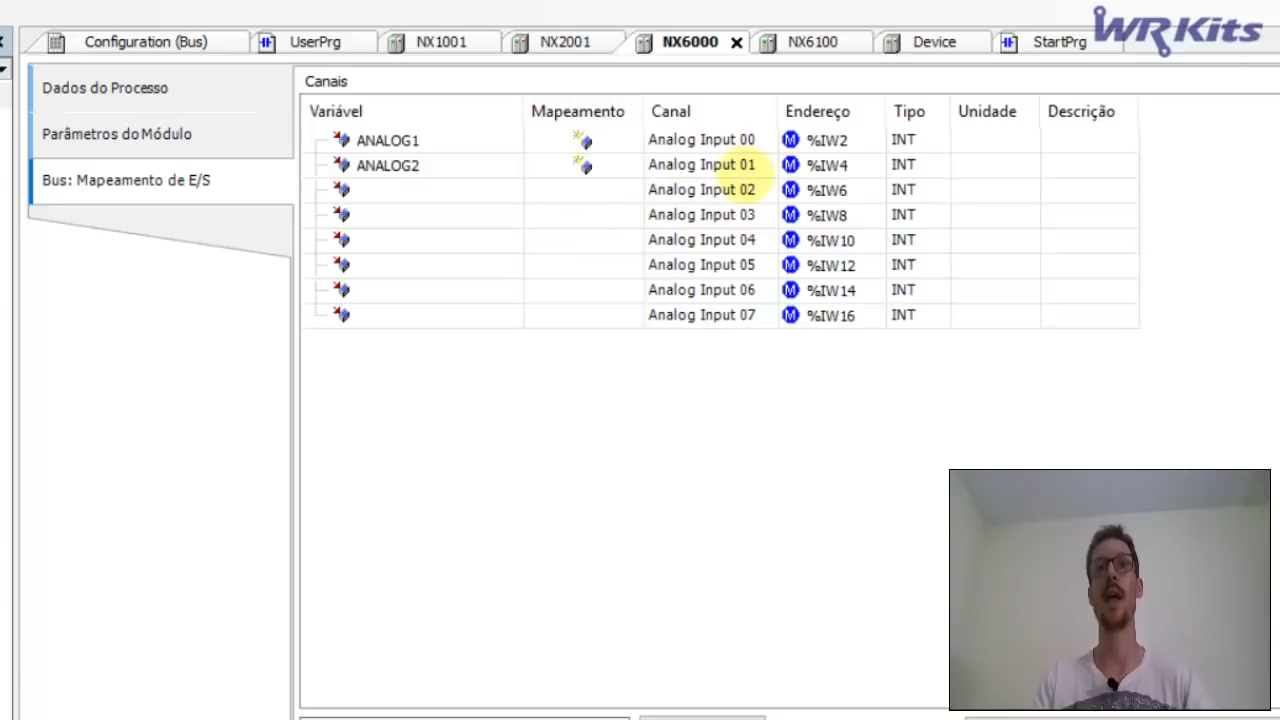 WR Kits
Configuration (Bus) UserPrg NX1001 NX2001 NX6000 NX6100 Device StartPrg
Dados do Processo
Parâmetros do Módulo
Bus: Mapeamento de E/S
Canais
Variável Mapeamento Canal Endereço Tipo Unidade Descrição
ANALOG1 Analog Input 00 M %IW2 INT
ANALOG2 Analog Input 01 M %IW4 INT
Analog Input 02 M %IW6 INT
Analog Input 03 M %IW8 INT
Analog Input 04 M %IW10 INT
Analog Input 05 M %IW12 INT
Analog Input 06 M %IW14 INT
Analog Input 07 M %IW16 INT